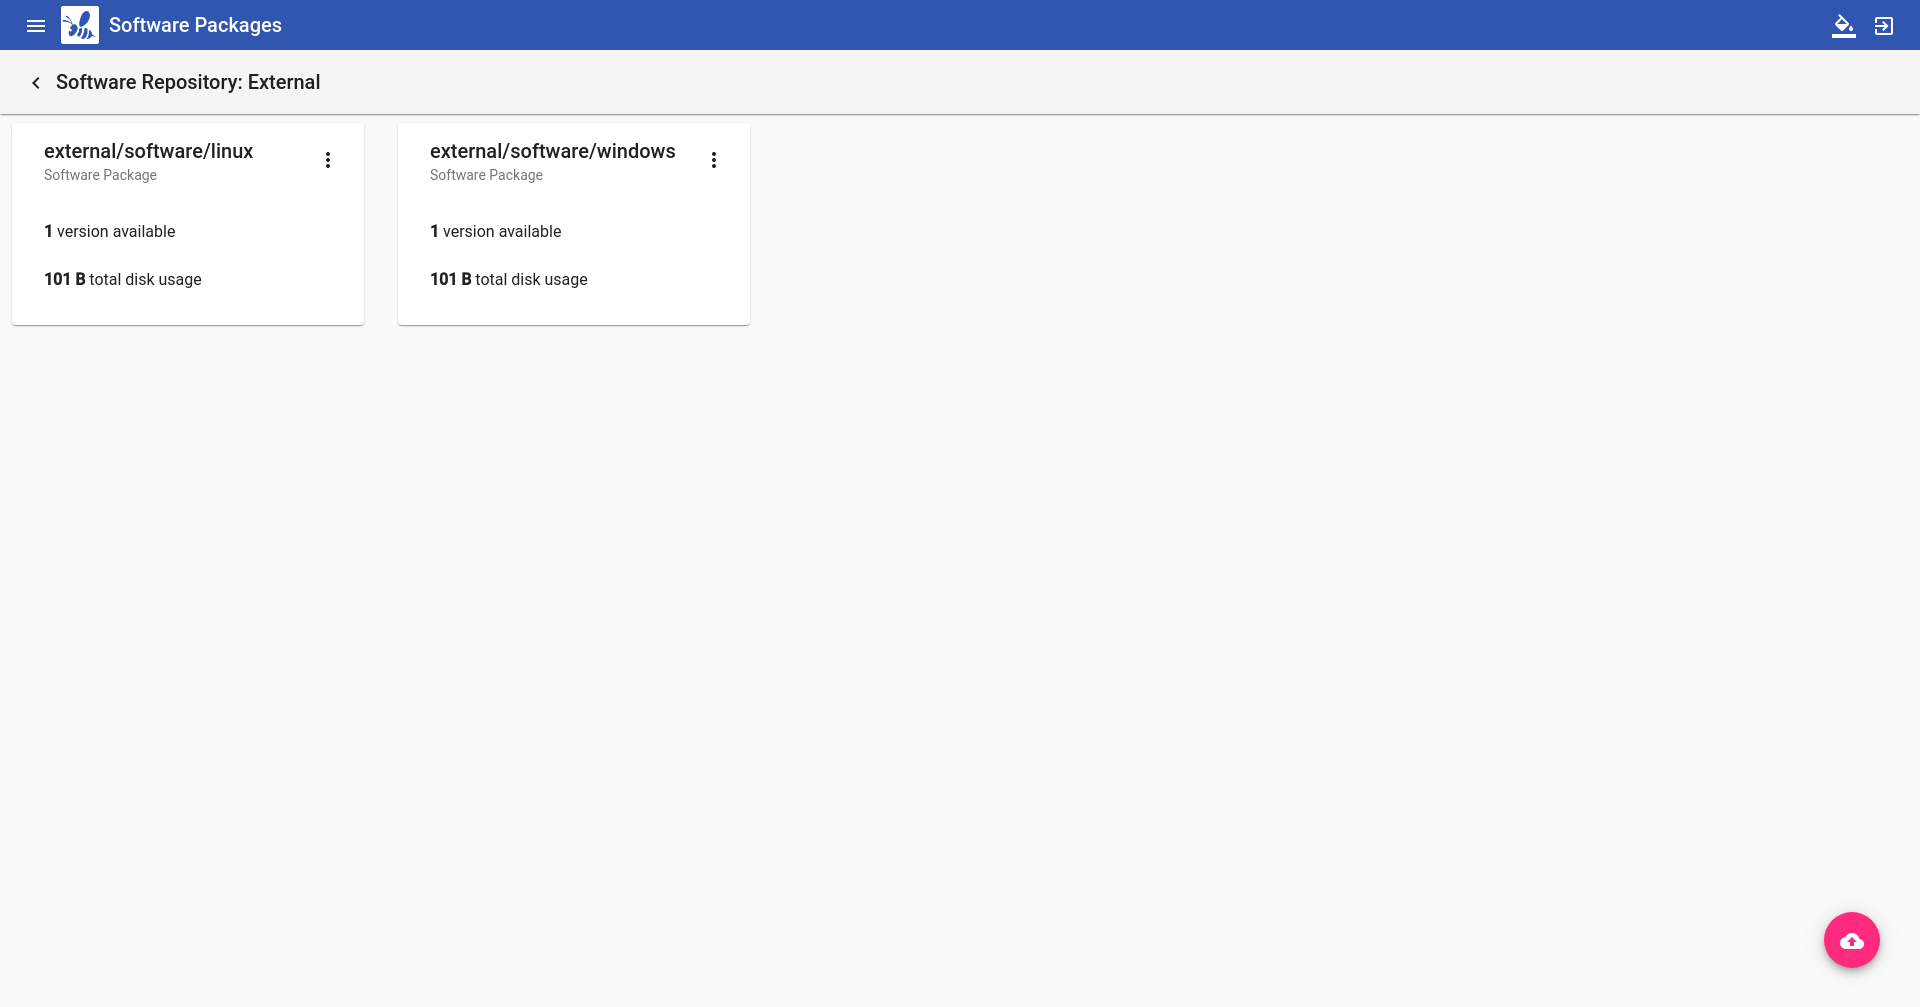 Software Packages
Software Repository: External
external/software/linux
Software Package
1 version available
101 B total disk usage
external/software/windows
Software Package
1 version available
101 B total disk usage